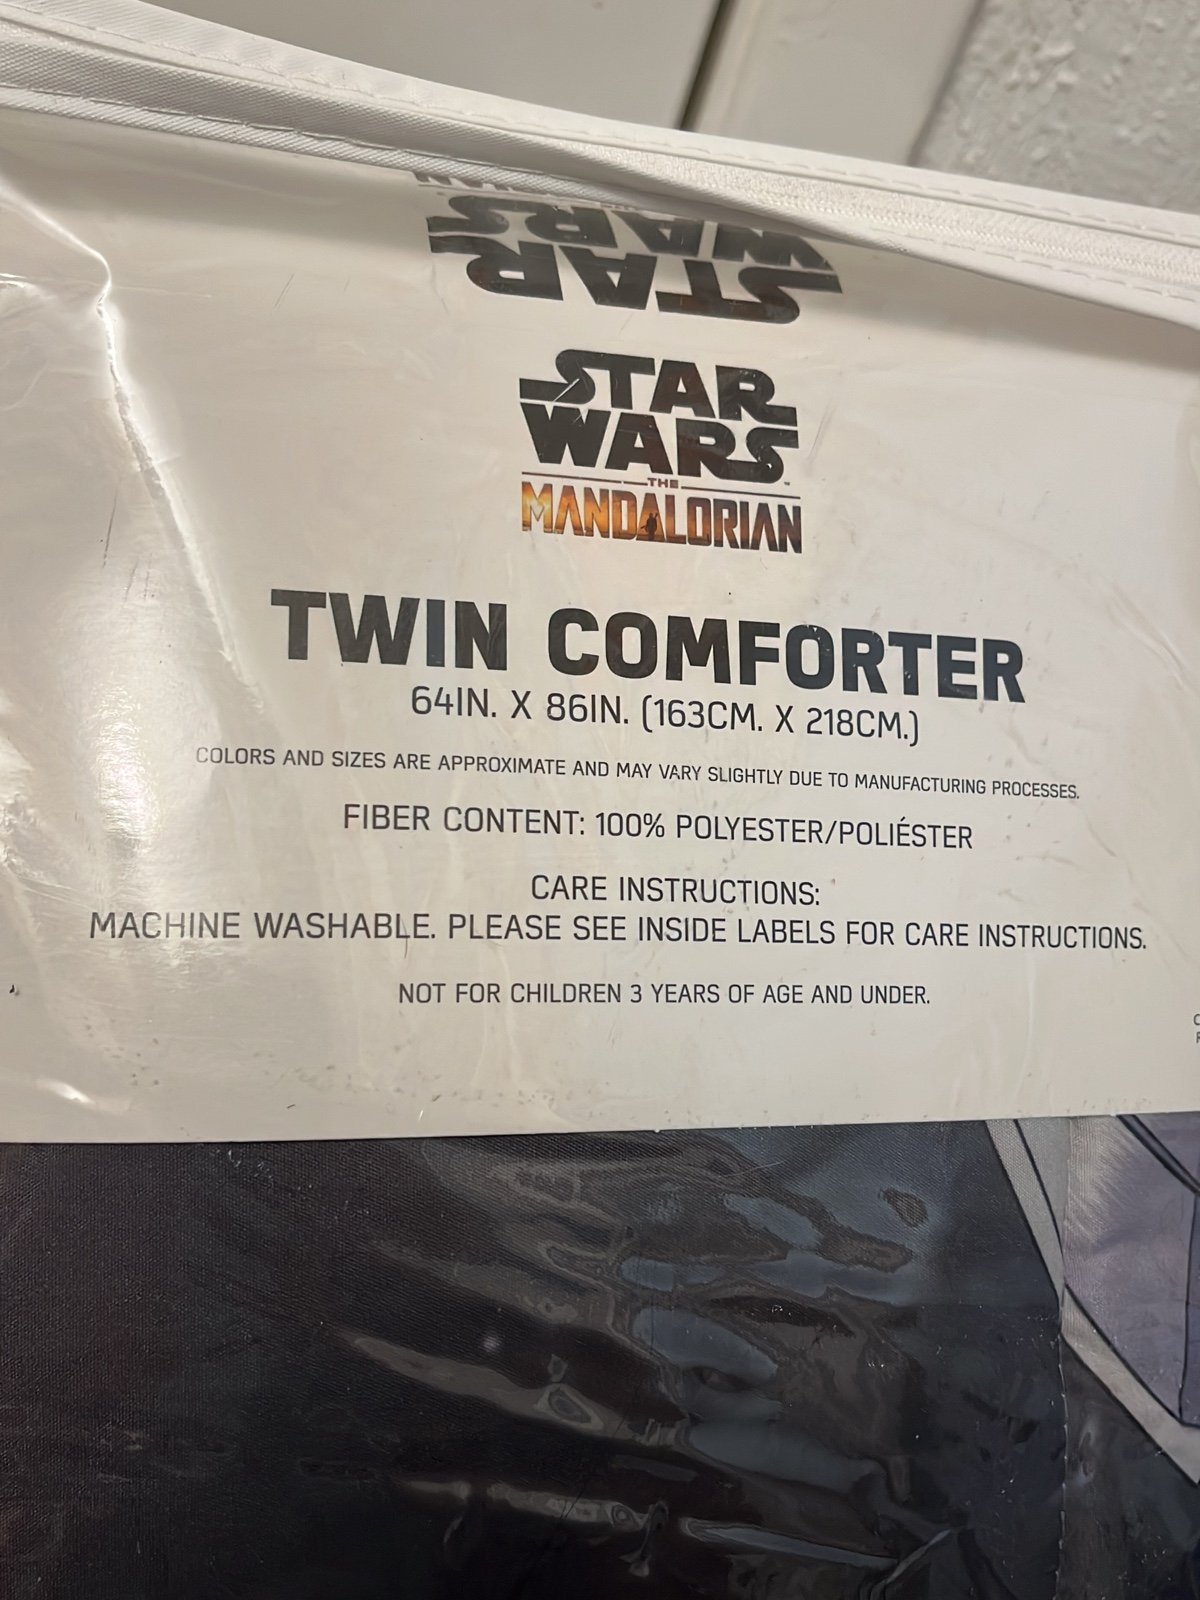 STAR
WARS
STAR
WARS
THE
MANDALORIAN
TWIN COMFORTER
64IN. X 86IN. (163CM. X 218CM.)
COLORS AND SIZES ARE APPROXIMATE AND MAY VARY SLIGHTLY DUE TO MANUFACTURING PROCESSES.
FIBER CONTENT: 100% POLYESTER/POLIÉSTER
CARE INSTRUCTIONS:
MACHINE WASHABLE. PLEASE SEE INSIDE LABELS FOR CARE INSTRUCTIONS.
NOT FOR CHILDREN 3 YEARS OF AGE AND UNDER.